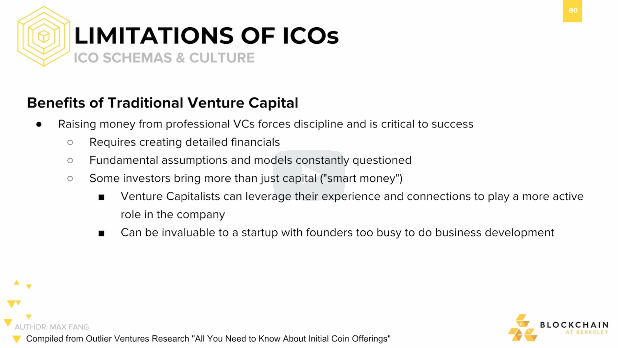 80
LIMITATIONS OF ICOs
ICO SCHEMAS & CULTURE
Benefits of Traditional Venture Capital
● Raising money from professional VCs forces discipline and is critical to success
○ Requires creating detailed financials
○ Fundamental assumptions and models constantly questioned
○ Some investors bring more than just capital ("smart money")
■ Venture Capitalists can leverage their experience and connections to play a more active
role in the company
■ Can be invaluable to a startup with founders too busy to do business development
AUTHOR: MAX FANG
Compiled from Outlier Ventures Research "All You Need to Know About Initial Coin Offerings"
BLOCKCHAIN
AT BERKELEY